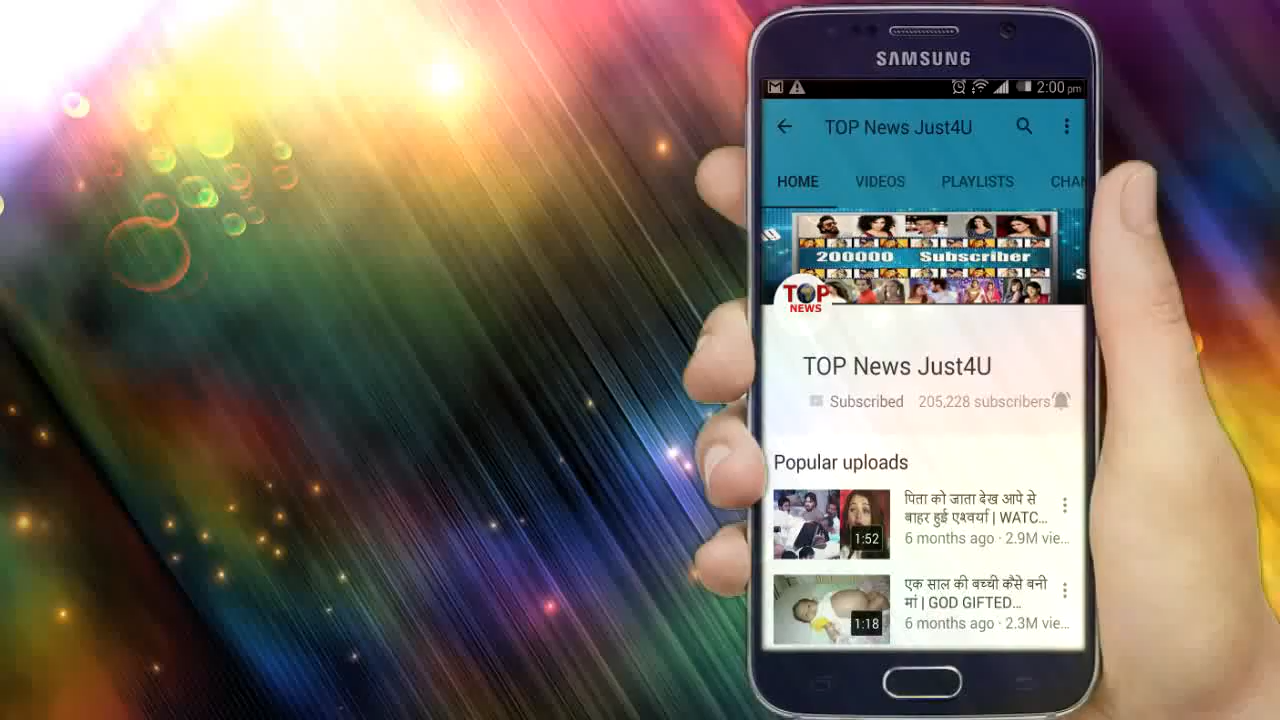 SAMSUNG
2:00 pm
TOP News Just4U
HOME VIDEOS PLAYLISTS CHAN
200000 Subscriber
TOP
NEWS
TOP News Just4U
Subscribed 205,228 subscribers
Popular uploads
पिता को जाता देख आपे से
बाहर हुई एश्वर्या | WATC...
6 months ago · 2.9M vie...
1:52
एक साल की बच्ची कैसे बनी
मां | GOD GIFTED...
6 months ago · 2.3M vie...
1:18